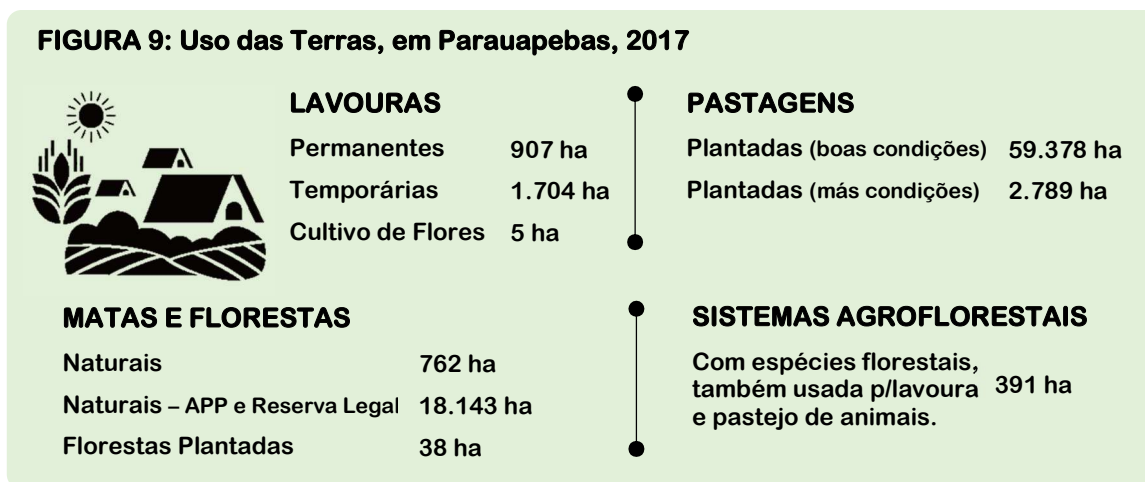 FIGURA 9: Uso das Terras, em Parauapebas, 2017
LAVOURAS
Permanentes 907 ha
Temporárias 1.704 ha
Cultivo de Flores 5 ha
PASTAGENS
Plantadas (boas condições) 59.378 ha
Plantadas (más condições) 2.789 ha
MATAS E FLORESTAS
Naturais 762 ha
Naturais – APP e Reserva Legal 18.143 ha
Florestas Plantadas 38 ha
SISTEMAS AGROFLORESTAIS
Com espécies florestais,
também usada p/lavoura 391 ha
e pastejo de animais.